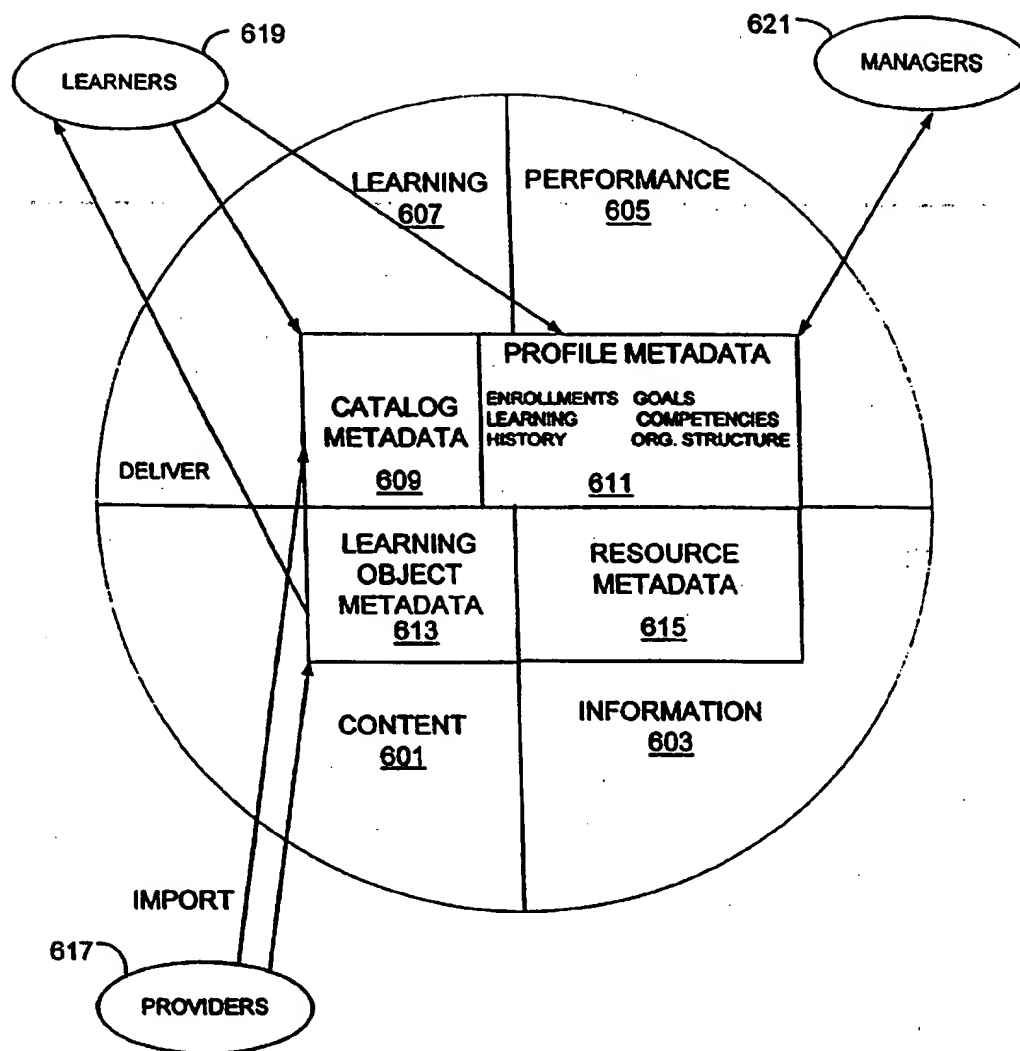 619
LEARNERS
621
MANAGERS
LEARNING
607
PERFORMANCE
605
CATALOG
METADATA
609
PROFILE METADATA
ENROLLMENTS GOALS
LEARNING COMPETENCIES
HISTORY ORG. STRUCTURE
611
DELIVER
LEARNING
OBJECT
METADATA
613
RESOURCE
METADATA
615
CONTENT
601
INFORMATION
603
IMPORT
617
PROVIDERS